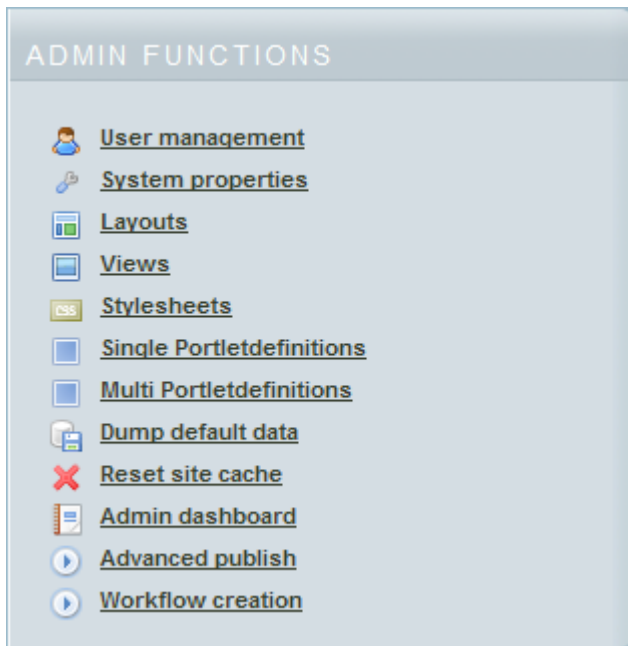 ADMIN FUNCTIONS
User management
System properties
Layouts
Views
CSS Stylesheets
Single Portletdefinitions
Multi Portletdefinitions
Dump default data
Reset site cache
Admin dashboard
Advanced publish
Workflow creation